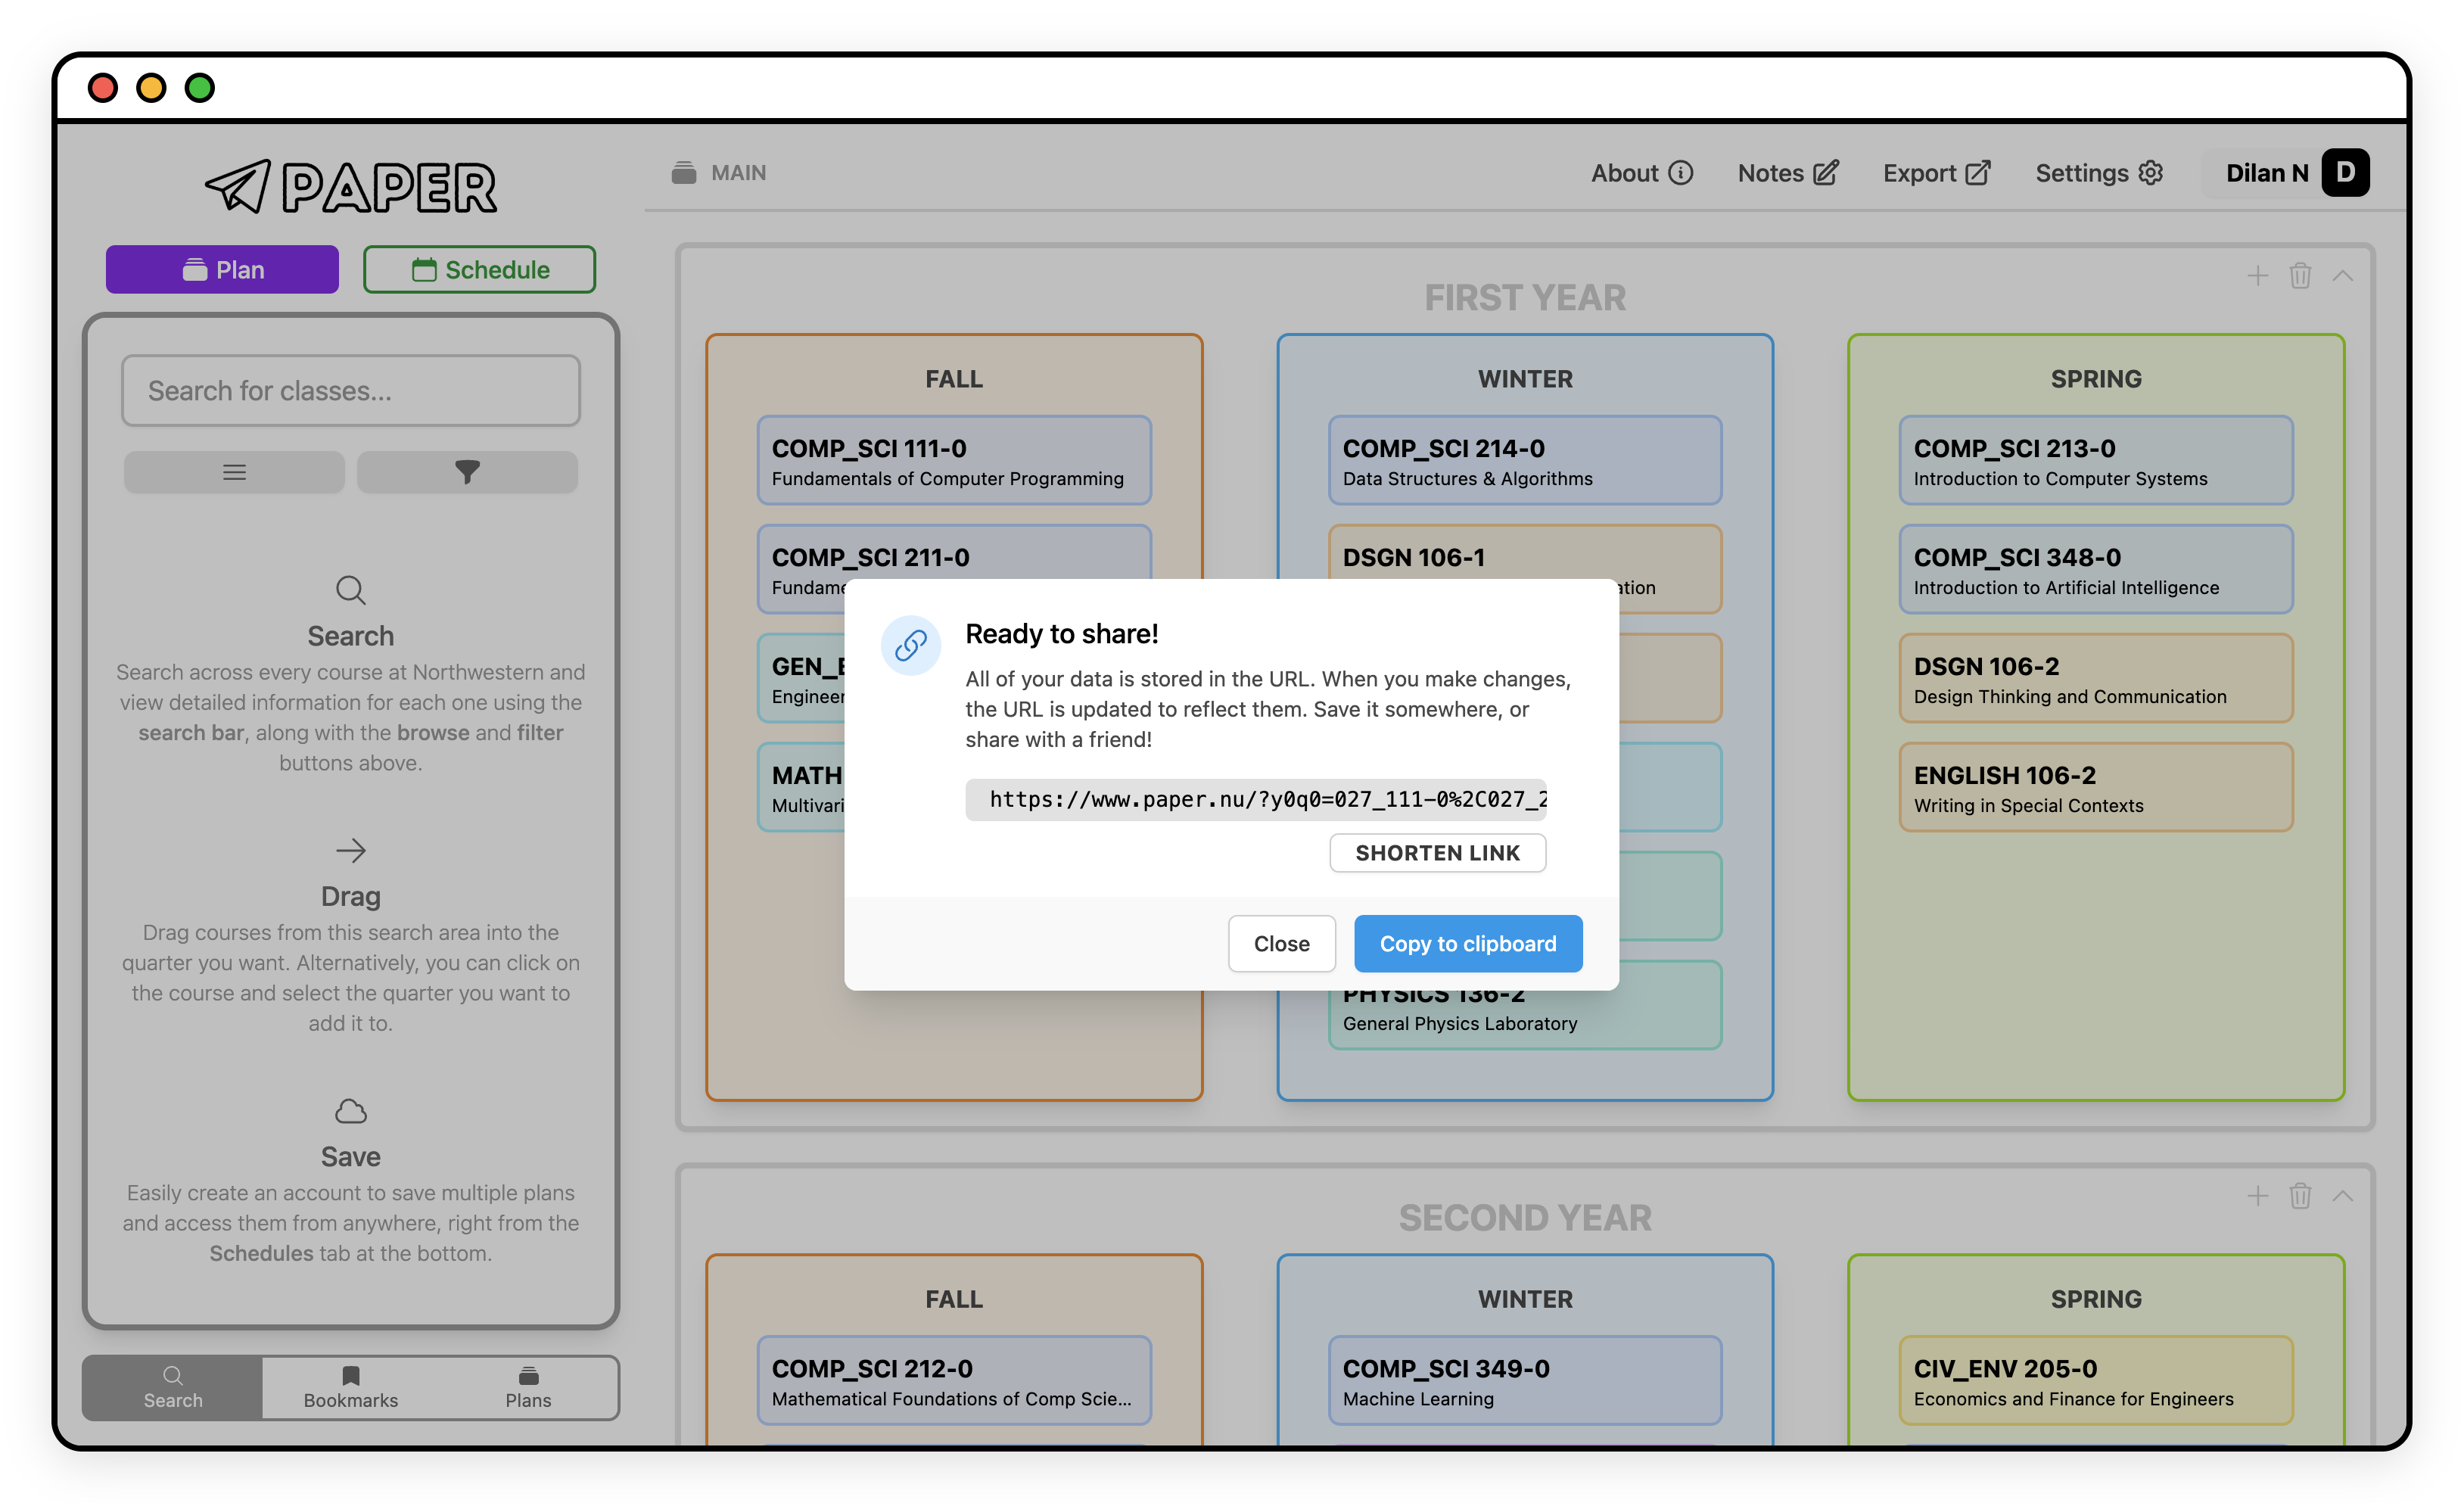 PAPER
Plan
Schedule
Search for classes...
Search
Search across every course at Northwestern and
view detailed information for each one using the
search bar, along with the browse and filter
buttons above.
Drag
Drag courses from this search area into the
quarter you want. Alternatively, you can click on
the course and select the quarter you want to
add it to.
Save
Easily create an account to save multiple plans
and access them from anywhere, right from the
Schedules tab at the bottom.
Search
Bookmarks
Plans
MAIN
About
Notes
Export
Settings
Dilan N
D
FIRST YEAR
FALL
COMP_SCI 111-0
Fundamentals of Computer Programming
COMP_SCI 211-0
GEN_
MATH
WINTER
COMP_SCI 214-0
Data Structures & Algorithms
DSGN 106-1
PHYSICS 136-2
General Physics Laboratory
SPRING
COMP_SCI 213-0
Introduction to Computer Systems
COMP_SCI 348-0
Introduction to Artificial Intelligence
DSGN 106-2
Design Thinking and Communication
ENGLISH 106-2
Writing in Special Contexts
Ready to share!
All of your data is stored in the URL. When you make changes,
the URL is updated to reflect them. Save it somewhere, or
share with a friend!
https://www.paper.nu/?y0q0=027_111-0%2C027_2
SHORTEN LINK
Close
Copy to clipboard
SECOND YEAR
FALL
COMP_SCI 212-0
Mathematical Foundations of Comp Scie...
WINTER
COMP_SCI 349-0
Machine Learning
SPRING
CIV_ENV 205-0
Economics and Finance for Engineers